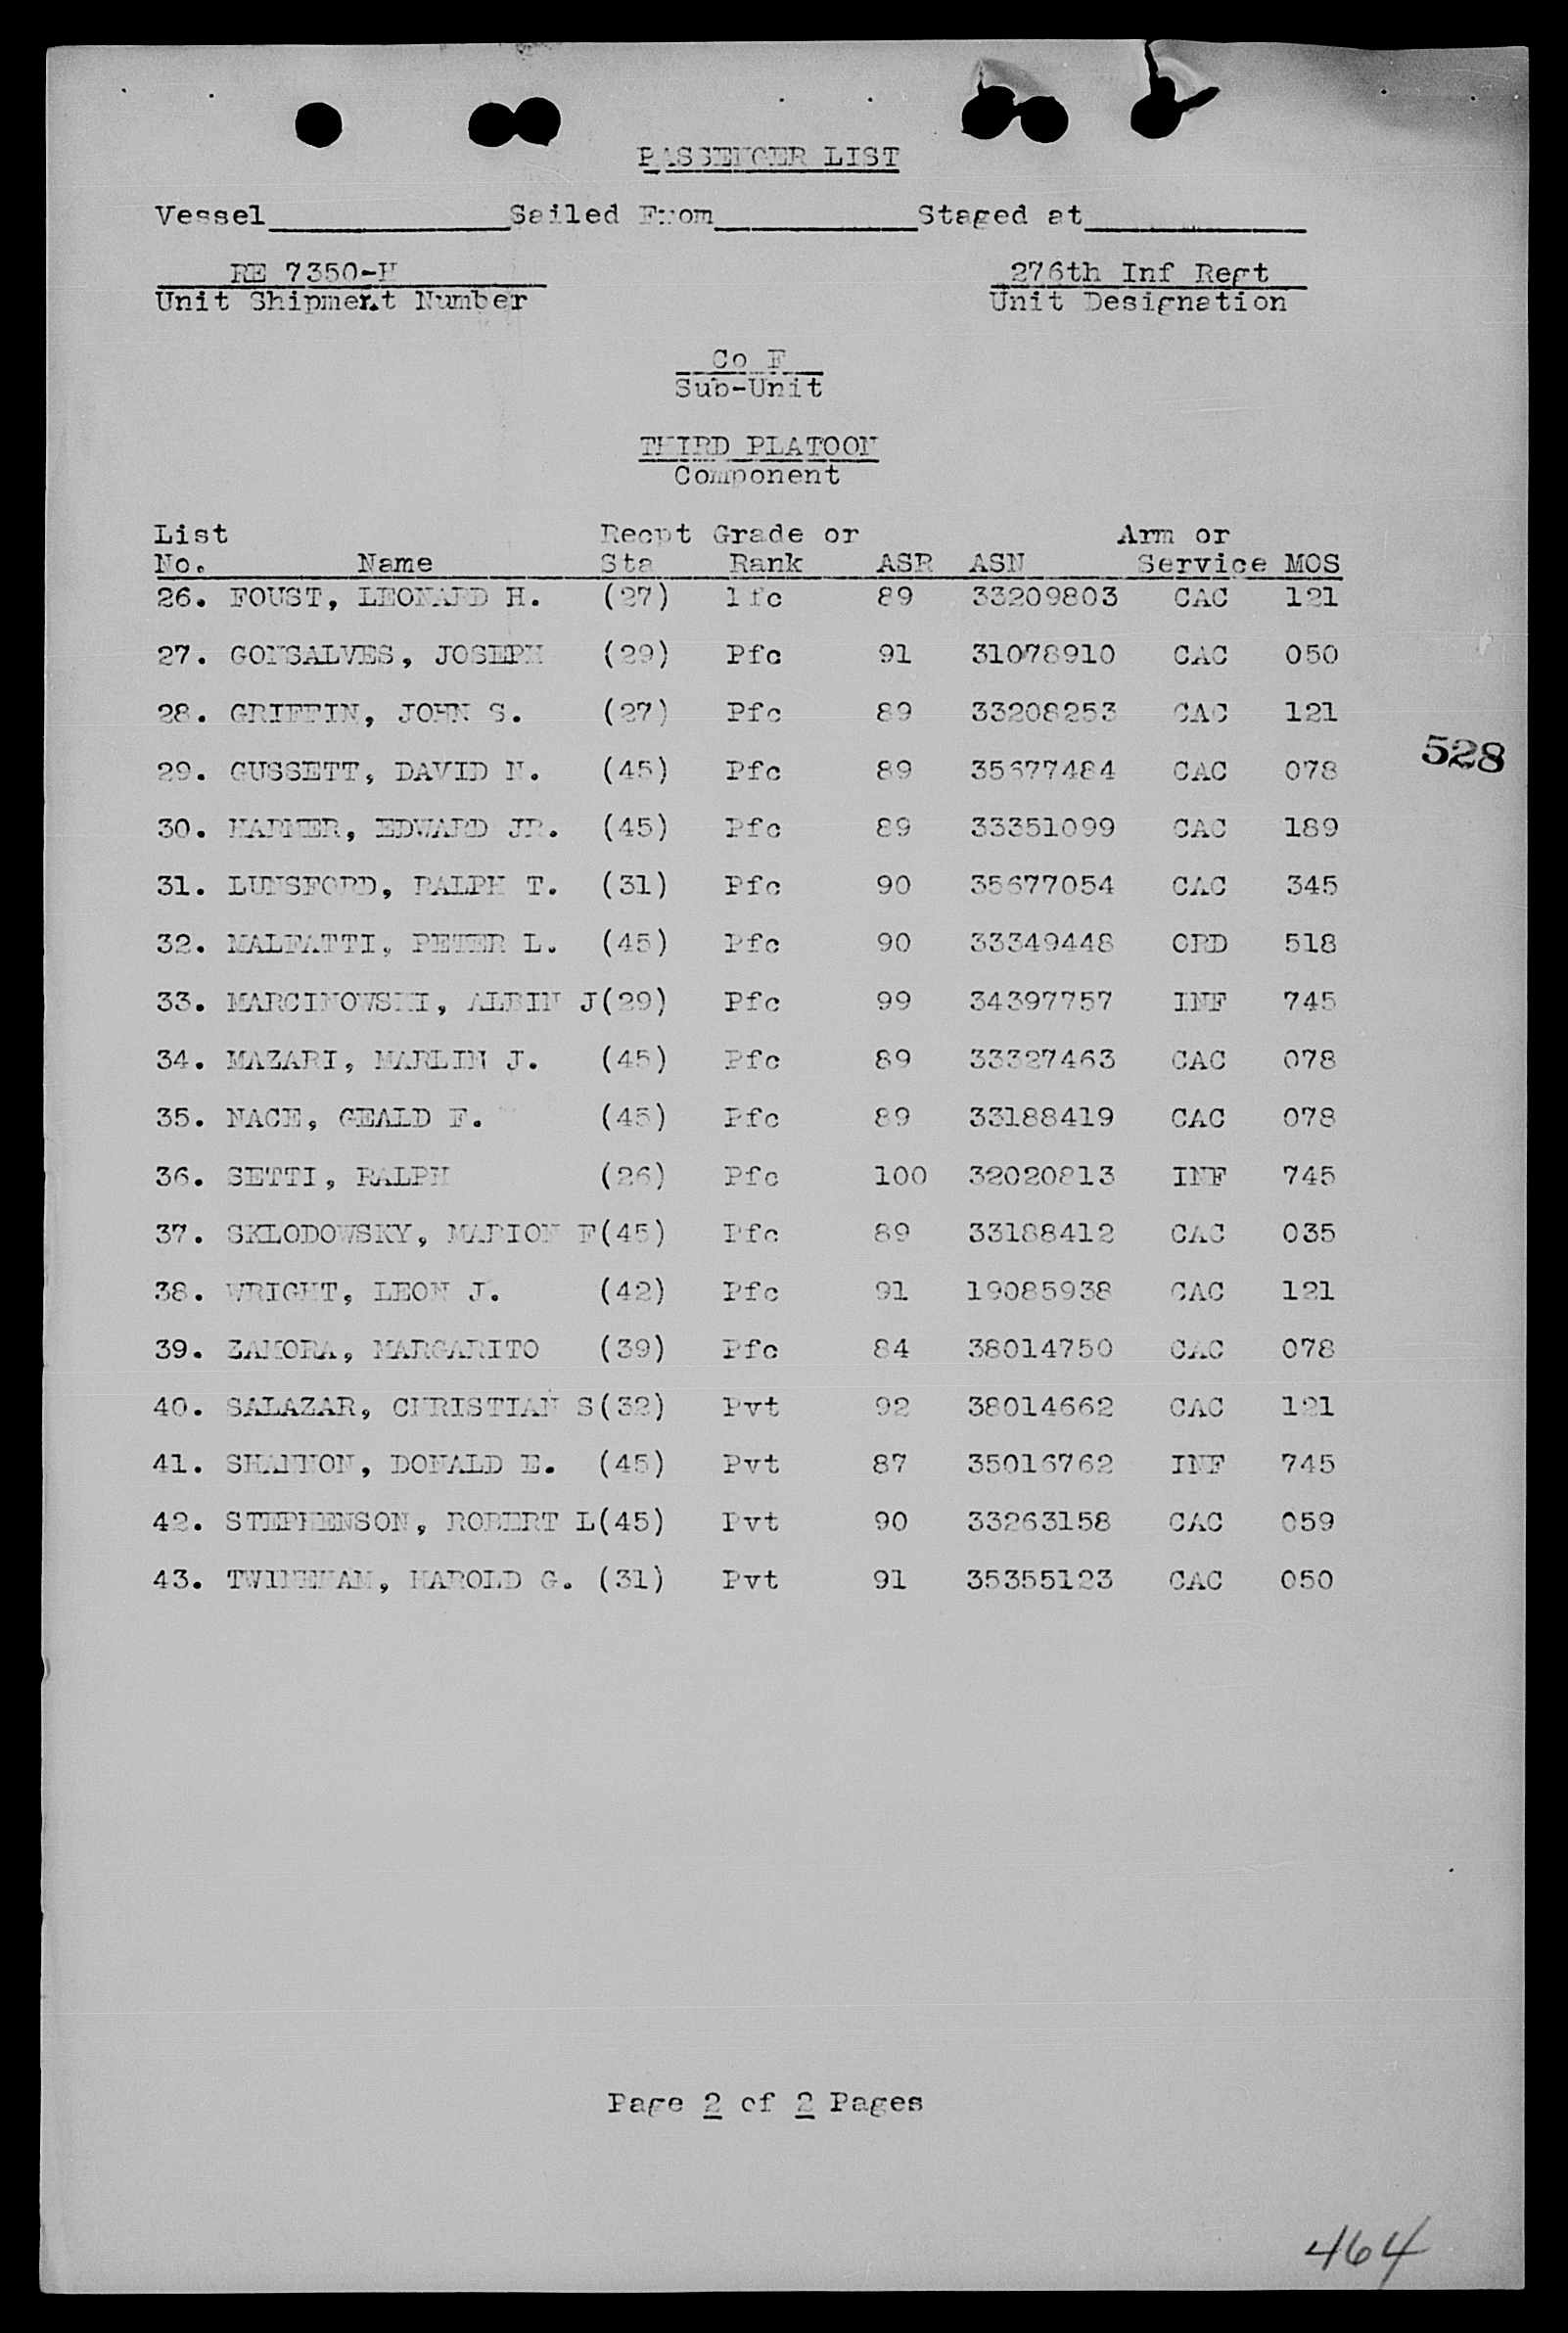 PASSENGER LIST
Vessel Sailed From Staged at
RE 7350-H 276th Inf Regt
Unit Shipment Number Unit Designation
Co F
Sub-Unit
THIRD PLATOON
Component
List Recpt Grade or Arm or
No. Name Sta Rank ASR ASN Service MOS
26. FOUST, LEONARD H. (27) Pfc 89 33209803 CAC 121
27. GONSALVES, JOSEPH (29) Pfc 91 31078910 CAC 050
28. GRIFFIN, JOHN S. (27) Pfc 89 33208253 CAC 121
29. GUSSETT, DAVID N. (45) Pfc 89 35677484 CAC 078
528
30. HARMER, EDWARD JR. (45) Pfc 89 33351099 CAC 189
31. LUNSFORD, RALPH T. (31) Pfc 90 35677054 CAC 345
32. MALFATTI, PETER L. (45) Pfc 90 33349448 ORD 518
33. MARCINOWSKI, ALBIN J(29) Pfc 99 34397757 INF 745
34. MAZARI, MARLIN J. (45) Pfc 89 33327463 CAC 078
35. NACE, GEALD F. (45) Pfc 89 33188419 CAC 078
36. SETTI, RALPH (26) Pfc 100 32020813 INF 745
37. SKLODOWSKY, MARION F(45) Pfc 89 33188412 CAC 035
38. WRIGHT, LEON J. (42) Pfc 91 19085938 CAC 121
39. ZAMORA, MARGARITO (39) Pfc 84 38014750 CAC 078
40. SALAZAR, CHRISTIAN S(32) Pvt 92 38014662 CAC 121
41. SHANNON, DONALD E. (45) Pvt 87 35016762 INF 745
42. STEPHENSON, ROBERT L(45) Pvt 90 33263158 CAC 059
43. TWINEHAM, HAROLD G. (31) Pvt 91 35355123 CAC 050
Page 2 of 2 Pages
464